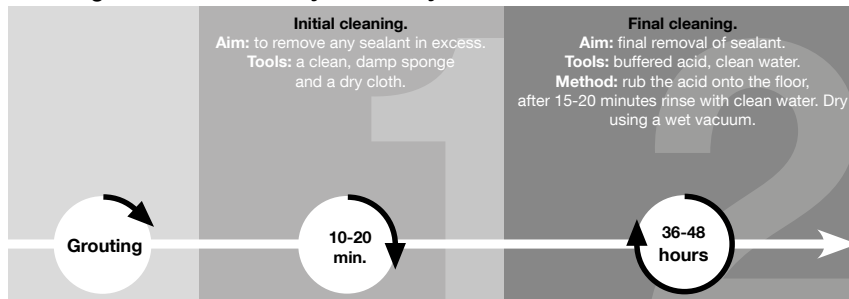 Initial cleaning.
Aim: to remove any sealant in excess.
Tools: a clean, damp sponge
and a dry cloth.
Final cleaning.
Aim: final removal of sealant.
Tools: buffered acid, clean water.
Method: rub the acid onto the floor,
after 15-20 minutes rinse with clean water. Dry
using a wet vacuum.
1
2
Grouting
10-20
min.
36-48
hours